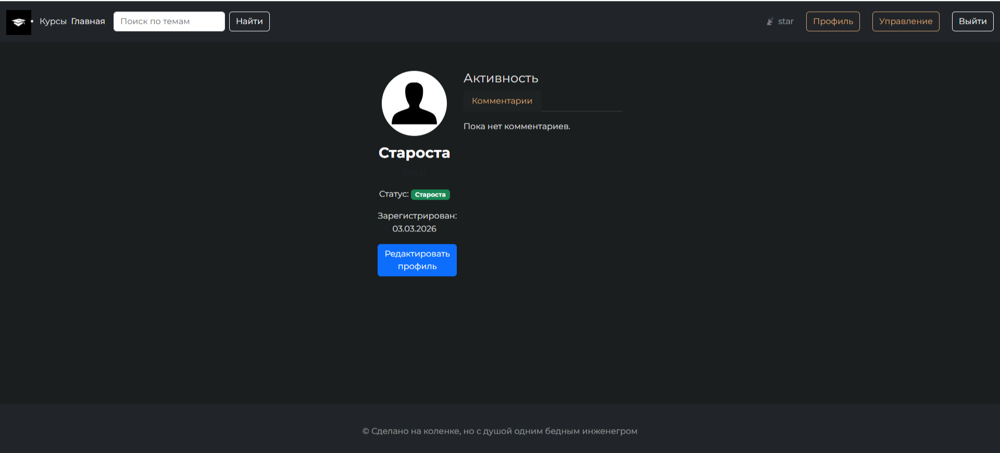 Курсы Главная Поиск по темам Найти star Профиль Управление Выйти
Активность
Комментарии
Пока нет комментариев.
Староста
Статус: Староста
Зарегистрирован:
03.03.2026
Редактировать
профиль
© Сделано на коленке, но с душой одним бедным инженегром